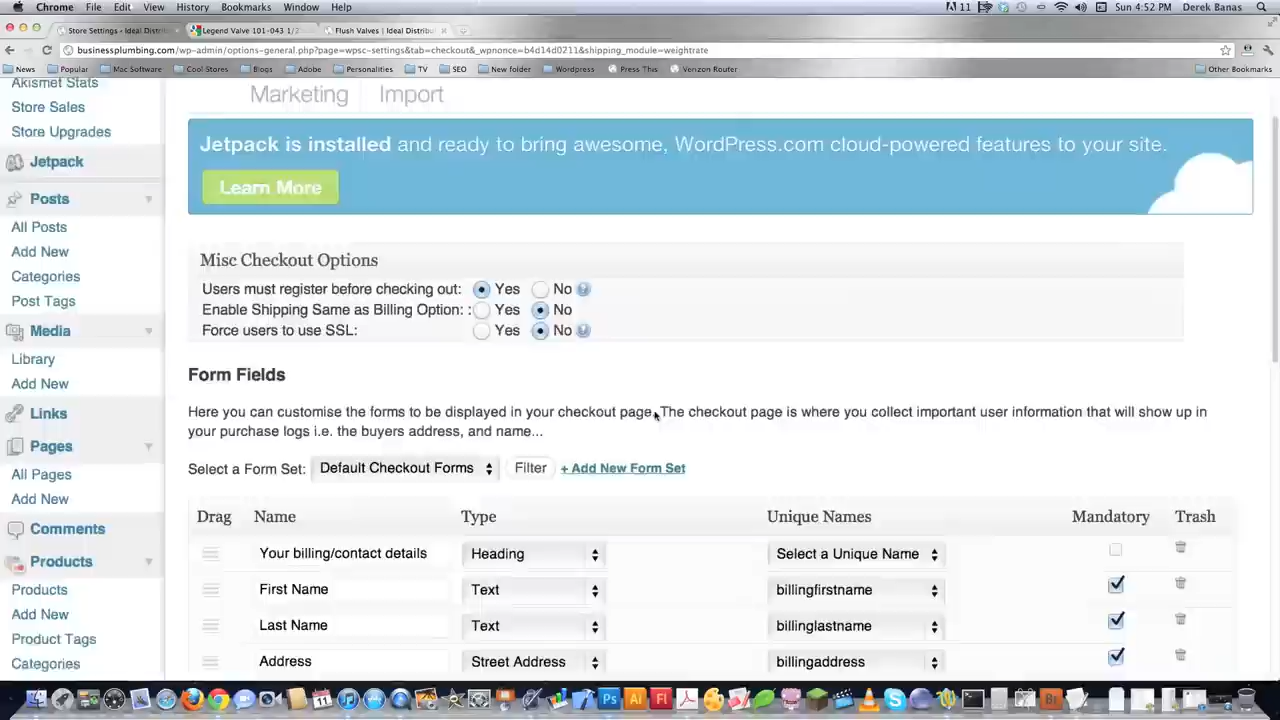 Chrome File Edit View History Bookmarks Window Help 11 Sun 4:52 PM Derek Banas
Store Settings ‹ Ideal Distrib Legend Valve 101-043 1/2 Flush Valves | Ideal Distribut
businessplumbing.com/wp-admin/options-general.php?page=wpsc-settings&tab=checkout&_wpnonce=b4d14d0211&shipping_module=weightrate
News Popular Mac Software Cool Stores Blogs Adobe Personalities TV SEO New folder Wordpress Press This Verizon Router Other Bookmarks
Akismet Stats
Store Sales
Store Upgrades
Jetpack
Posts
All Posts
Add New
Categories
Post Tags
Media
Library
Add New
Links
Pages
All Pages
Add New
Comments
Products
Products
Add New
Product Tags
Categories
Marketing Import
Jetpack is installed and ready to bring awesome, WordPress.com cloud-powered features to your site.
Learn More
Misc Checkout Options
Users must register before checking out: Yes No ?
Enable Shipping Same as Billing Option: : Yes No
Force users to use SSL: Yes No ?
Form Fields
Here you can customise the forms to be displayed in your checkout page. The checkout page is where you collect important user information that will show up in
your purchase logs i.e. the buyers address, and name...
Select a Form Set: Default Checkout Forms Filter + Add New Form Set
Drag Name Type Unique Names Mandatory Trash
Your billing/contact details Heading Select a Unique Name
First Name Text billingfirstname
Last Name Text billinglastname
Address Street Address billingaddress
Ps Ai Fl Br